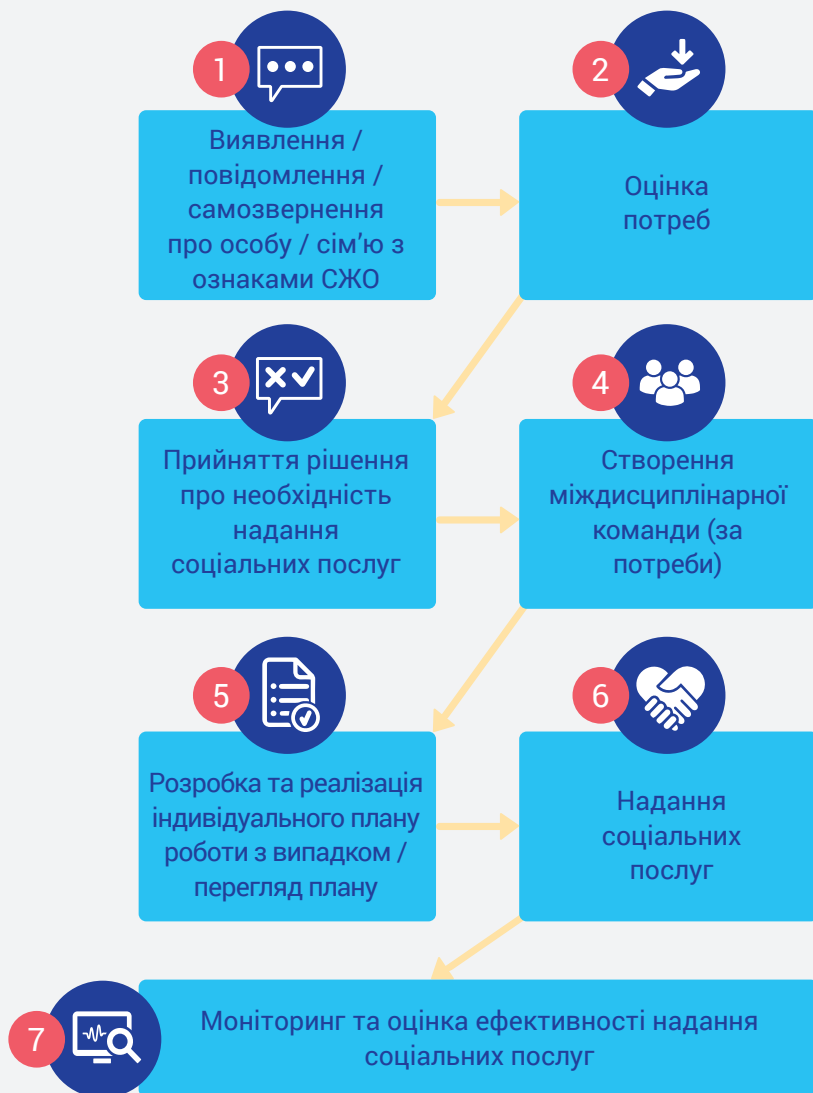 1
Виявлення /
повідомлення /
самозвернення
про особу / сім’ю з
ознаками СЖО
2
Оцінка
потреб
3
Прийняття рішення
про необхідність
надання
соціальних послуг
4
Створення
міждисциплінарної
команди (за
потреби)
5
Розробка та реалізація
індивідуального плану
роботи з випадком /
перегляд плану
6
Надання
соціальних
послуг
7
Моніторинг та оцінка ефективності надання
соціальних послуг